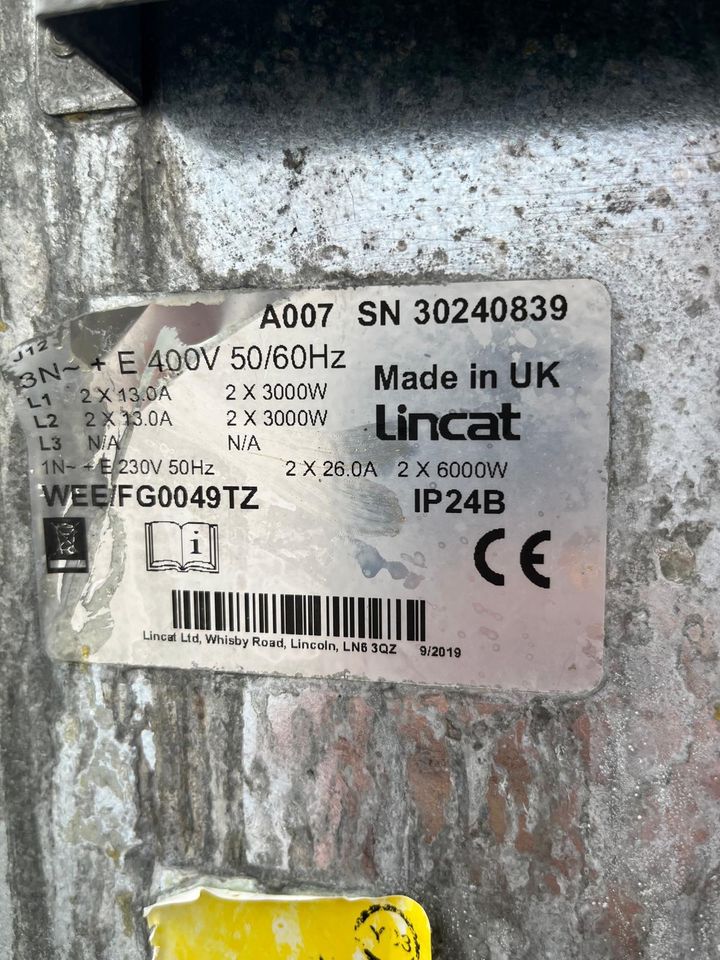 J12 A007 SN 30240839
3N~ + E 400V 50/60Hz
Made in UK
L1 2 X 13.0A 2 X 3000W
L2 2 X 13.0A 2 X 3000W
Lincat
L3 N/A N/A
1N~ + E 230V 50Hz 2 X 26.0A 2 X 6000W
WEE/FG0049TZ IP24B
i
CE
Lincat Ltd, Whisby Road, Lincoln, LN6 3QZ 9/2019